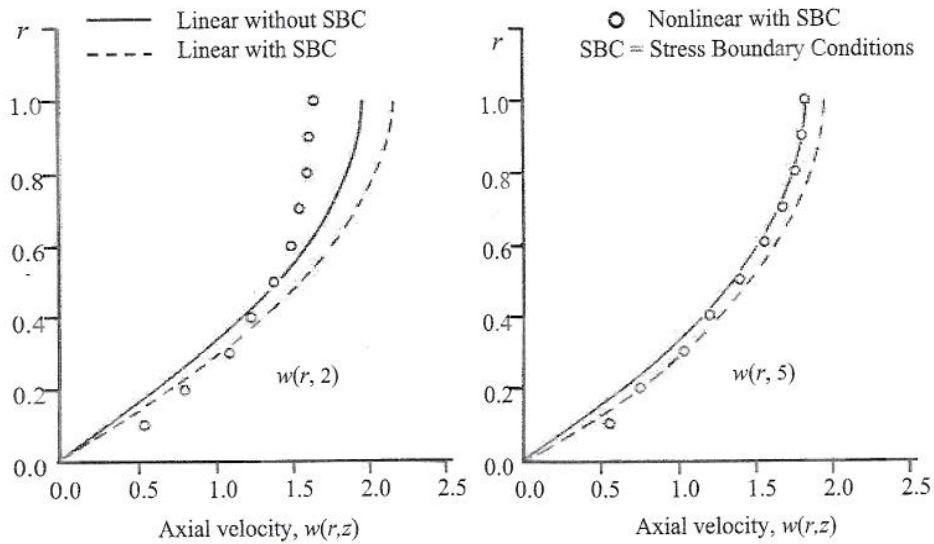 Linear without SBC
Linear with SBC
r
1.0
0.8
0.6
0.4
0.2
0.0
w(r, 2)
0.0 0.5 1.0 1.5 2.0 2.5
Axial velocity, w(r,z)
Nonlinear with SBC
SBC = Stress Boundary Conditions
r
1.0
0.8
0.6
0.4
0.2
0.0
w(r, 5)
0.0 0.5 1.0 1.5 2.0 2.5
Axial velocity, w(r,z)